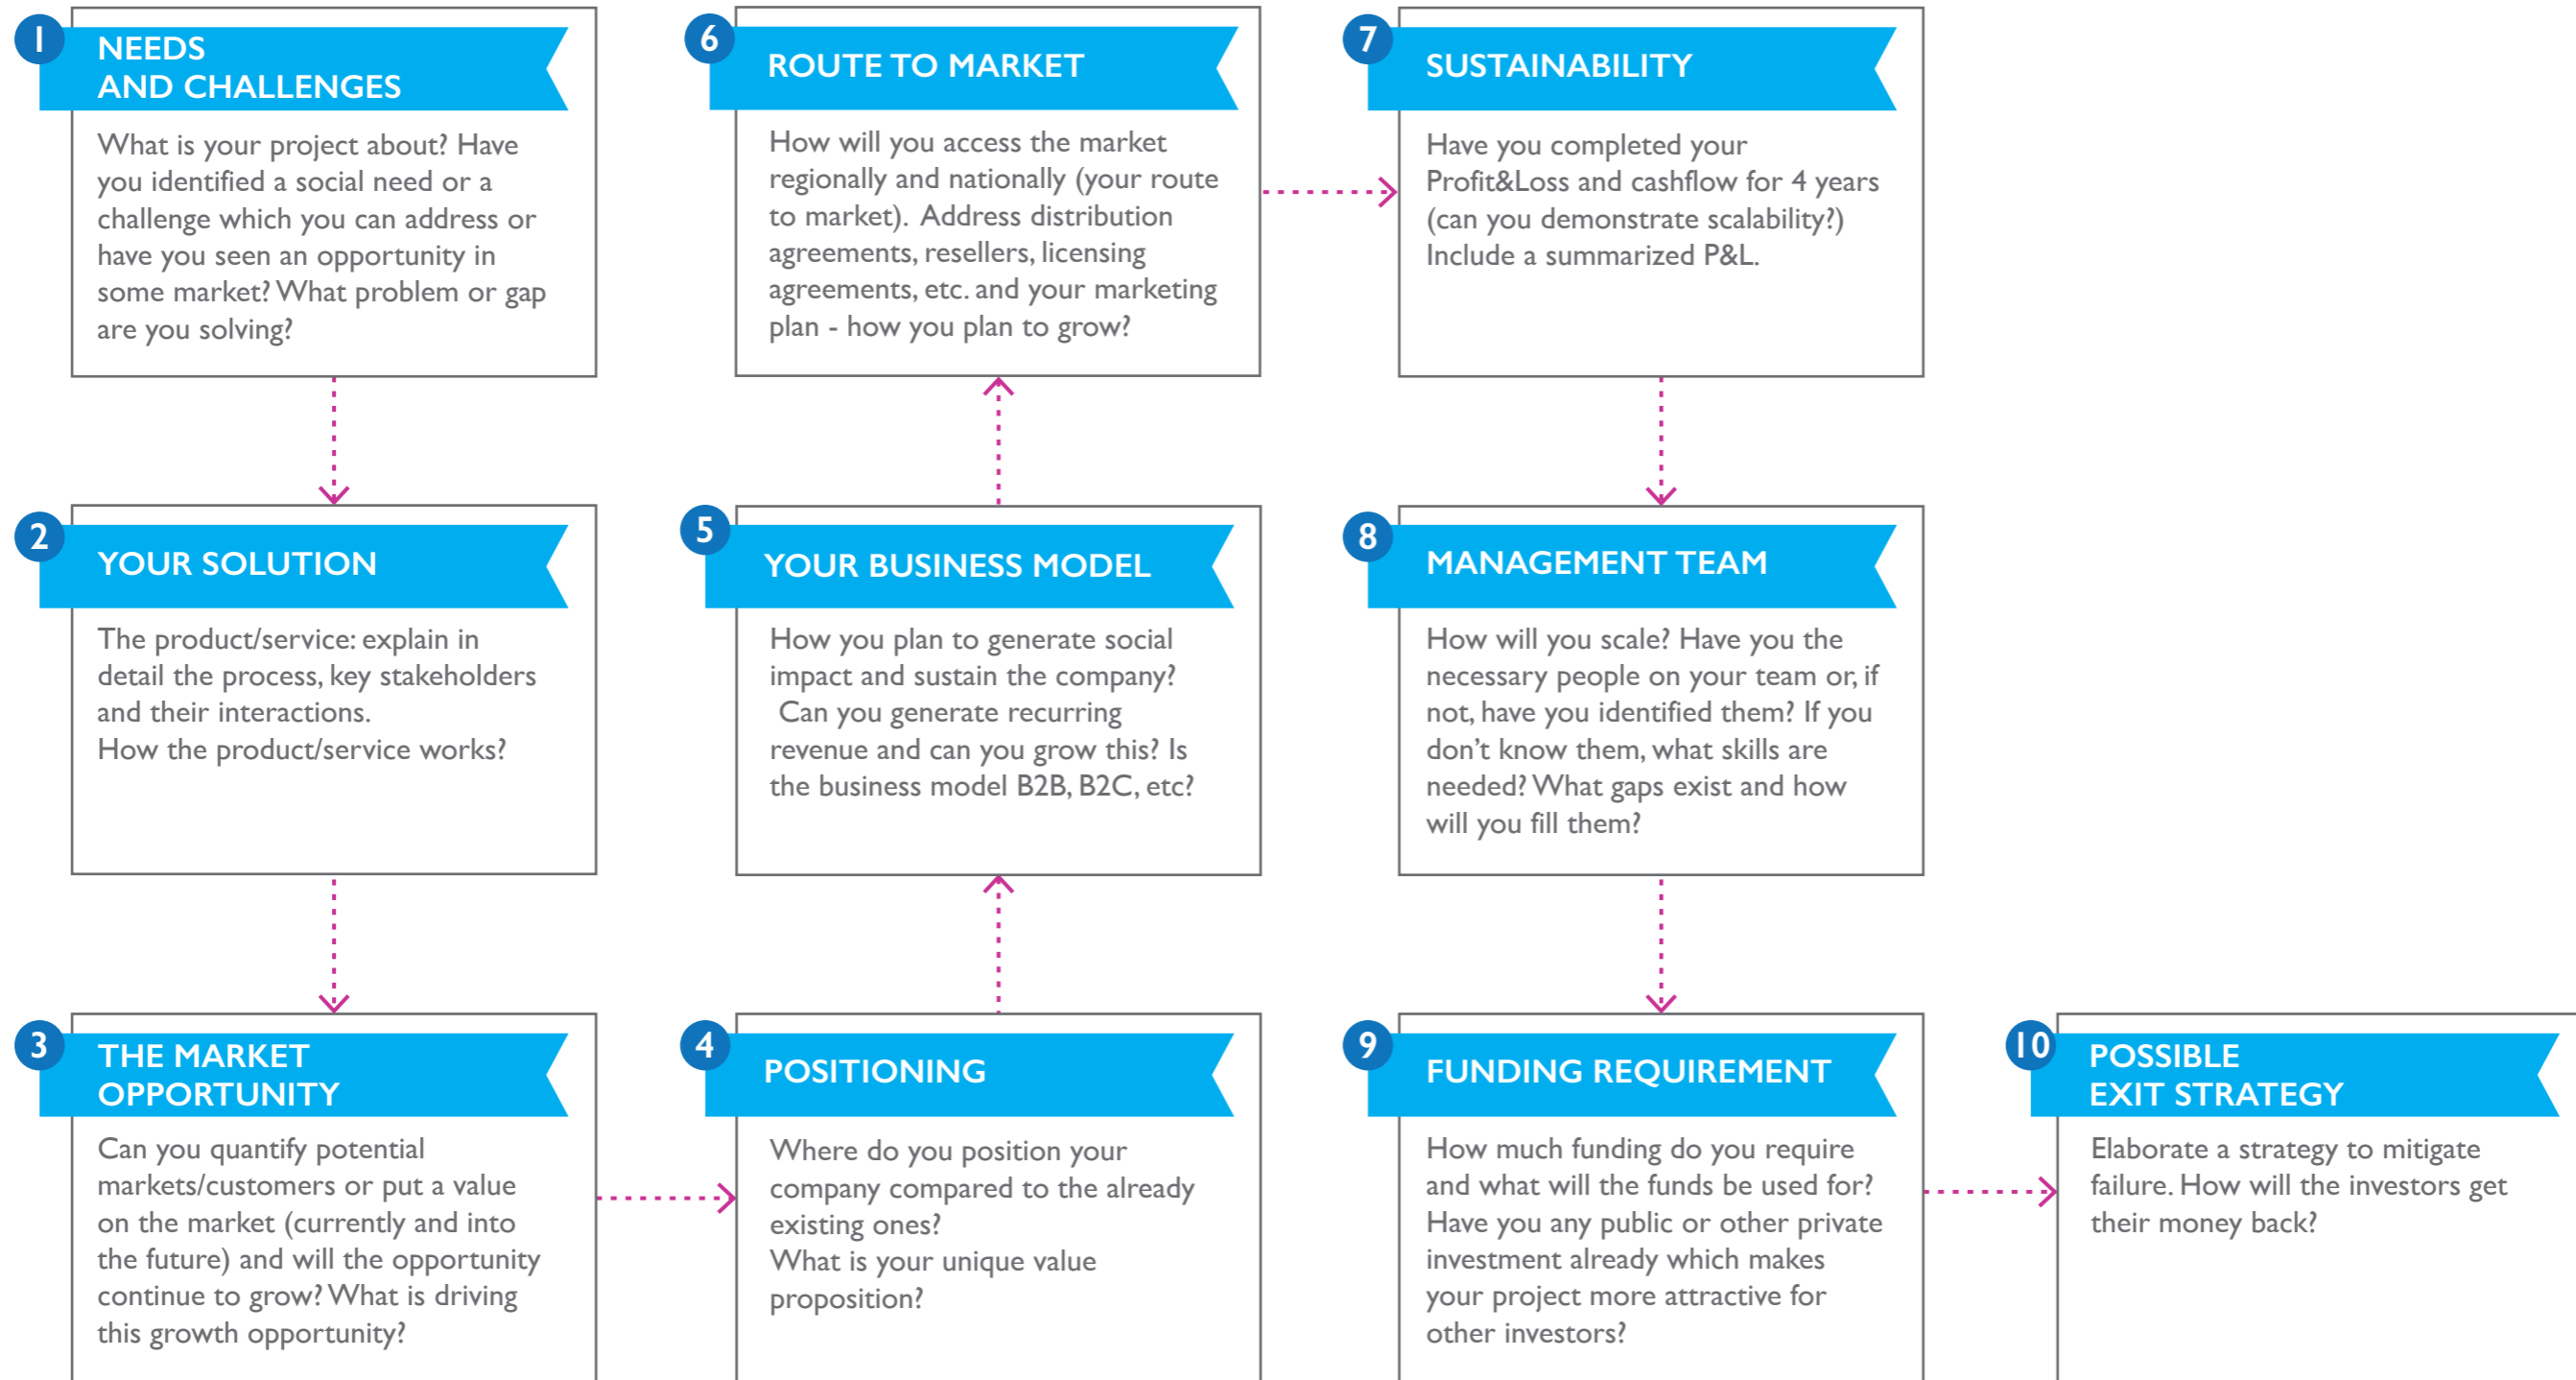 1
NEEDS
AND CHALLENGES
What is your project about? Have
you identified a social need or a
challenge which you can address or
have you seen an opportunity in
some market? What problem or gap
are you solving?
2
YOUR SOLUTION
The product/service: explain in
detail the process, key stakeholders
and their interactions.
How the product/service works?
3
THE MARKET
OPPORTUNITY
Can you quantify potential
markets/customers or put a value
on the market (currently and into
the future) and will the opportunity
continue to grow? What is driving
this growth opportunity?
4
POSITIONING
Where do you position your
company compared to the already
existing ones?
What is your unique value
proposition?
5
YOUR BUSINESS MODEL
How you plan to generate social
impact and sustain the company?
Can you generate recurring
revenue and can you grow this? Is
the business model B2B, B2C, etc?
6
ROUTE TO MARKET
How will you access the market
regionally and nationally (your route
to market). Address distribution
agreements, resellers, licensing
agreements, etc. and your marketing
plan - how you plan to grow?
7
SUSTAINABILITY
Have you completed your
Profit&Loss and cashflow for 4 years
(can you demonstrate scalability?)
Include a summarized P&L.
8
MANAGEMENT TEAM
How will you scale? Have you the
necessary people on your team or, if
not, have you identified them? If you
don't know them, what skills are
needed? What gaps exist and how
will you fill them?
9
FUNDING REQUIREMENT
How much funding do you require
and what will the funds be used for?
Have you any public or other private
investment already which makes
your project more attractive for
other investors?
10
POSSIBLE
EXIT STRATEGY
Elaborate a strategy to mitigate
failure. How will the investors get
their money back?